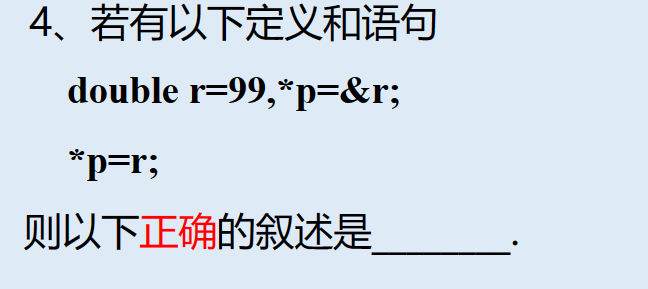 4、若有以下定义和语句
double r=99,*p=&r;
*p=r;
则以下正确的叙述是________.